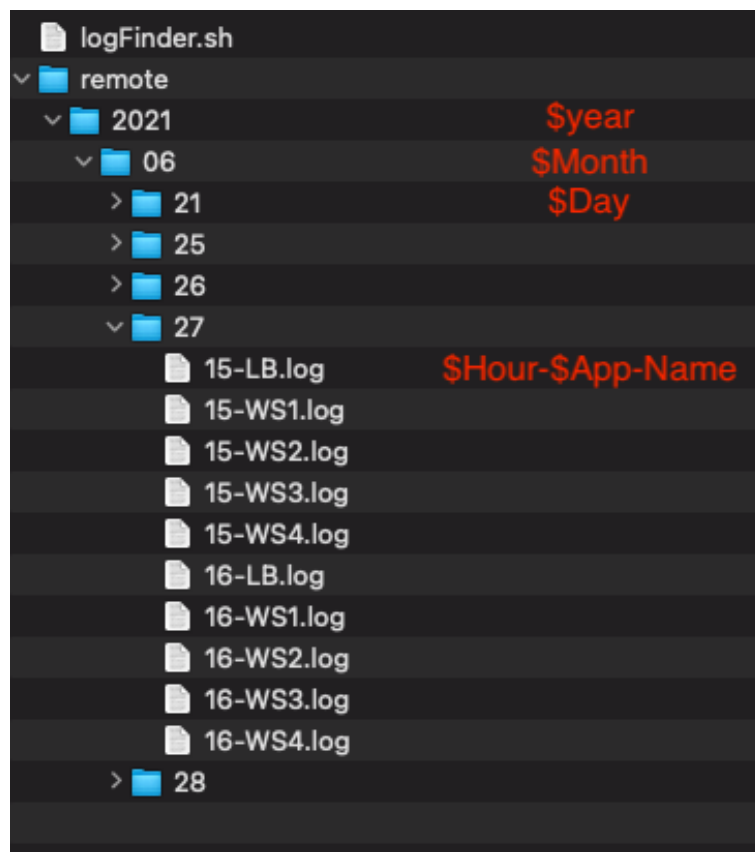 logFinder.sh
remote
2021 $year
06 $Month
21 $Day
25
26
27
15-LB.log $Hour-$App-Name
15-WS1.log
15-WS2.log
15-WS3.log
15-WS4.log
16-LB.log
16-WS1.log
16-WS2.log
16-WS3.log
16-WS4.log
28